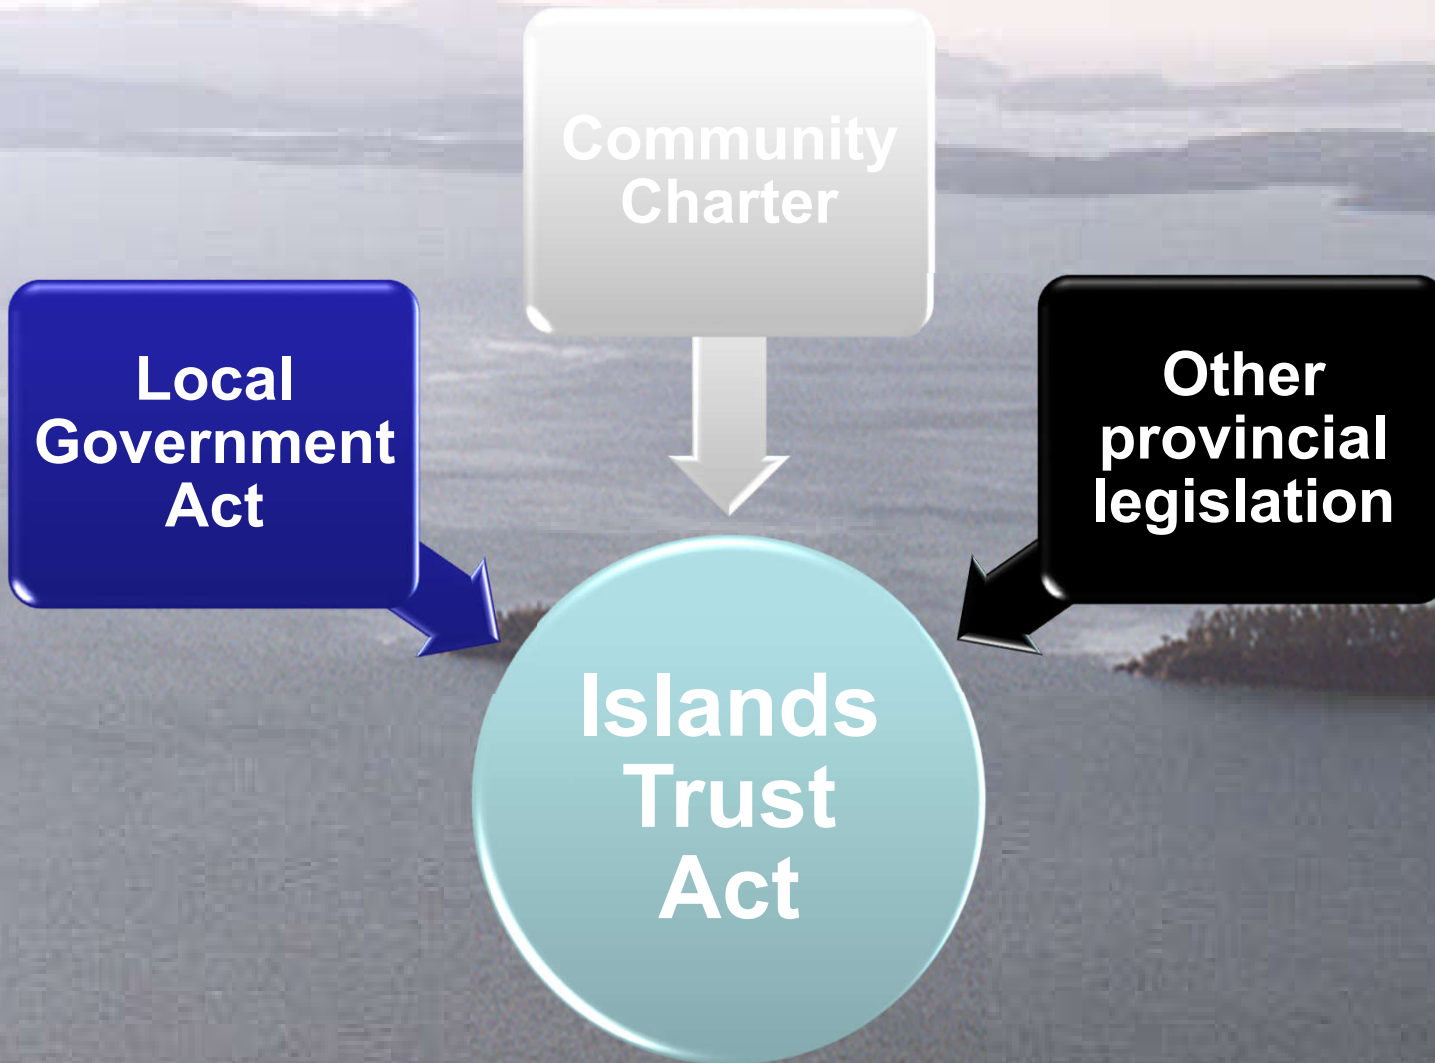 Community
Charter
Local
Government
Act
Other
provincial
legislation
Islands
Trust
Act